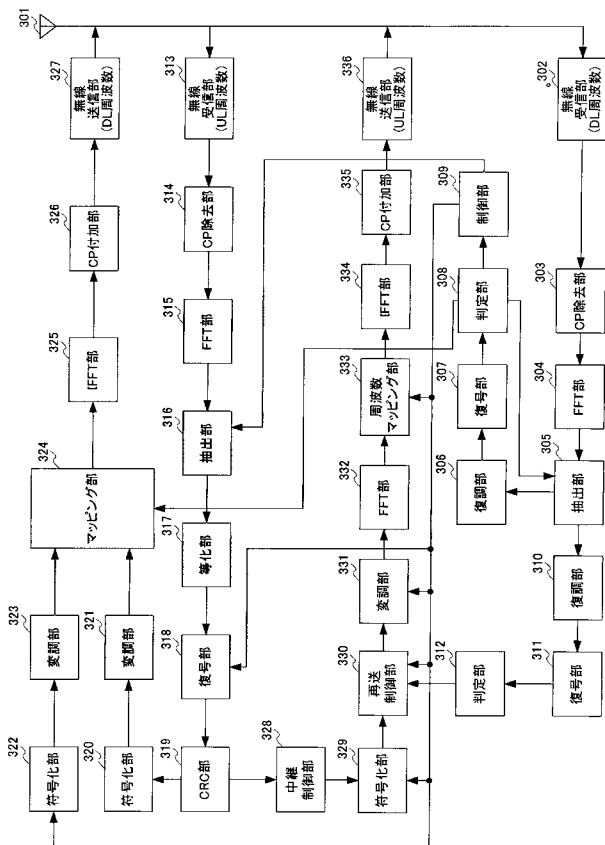 322
符号化部
323
変調部
324
マッピング部
325
IFFT部
326
CP付加部
327
無線
送信部
(DL周波数)
301
320
符号化部
321
変調部
319
CRC部
318
復号部
317
等化部
316
抽出部
315
FFT部
314
CP除去部
313
無線
受信部
(UL周波数)
328
中継
制御部
329
符号化部
330
再送
制御部
331
変調部
332
FFT部
333
周波数
マッピング部
334
IFFT部
335
CP付加部
336
無線
送信部
(UL周波数)
312
判定部
306
復調部
307
復号部
308
判定部
309
制御部
311
復号部
310
復調部
305
抽出部
304
FFT部
303
CP除去部
302
無線
受信部
(DL周波数)